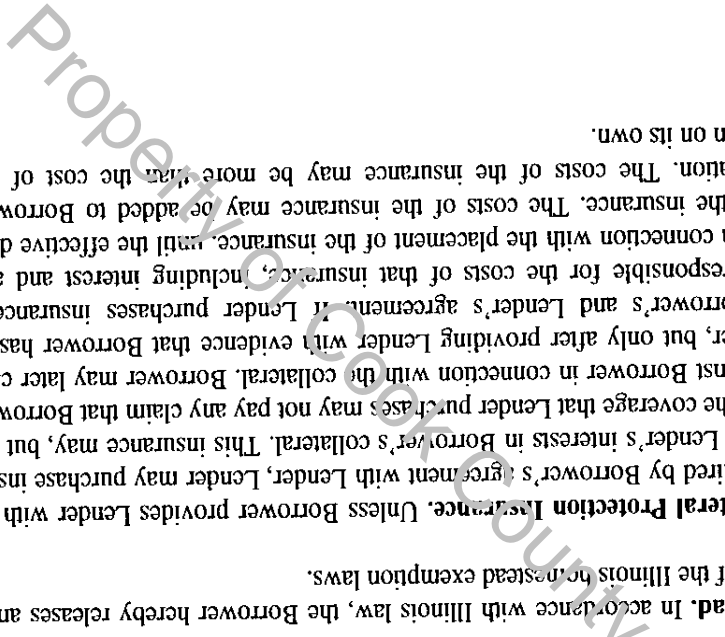 ad. In accordance with Illinois law, the Borrower hereby releases an
f the Illinois homestead exemption laws.
teral Protection Insurance. Unless Borrower provides Lender with
ired by Borrower's agreement with Lender, Lender may purchase ins
Lender's interests in Borrower's collateral. This insurance may, but
he coverage that Lender purchases may not pay any claim that Borrow
nst Borrower in connection with the collateral. Borrower may later c
er, but only after providing Lender with evidence that Borrower has
orrower's and Lender's agreement. If Lender purchases insurance
responsible for the costs of that insurance, including interest and a
n connection with the placement of the insurance, until the effective d
the insurance. The costs of the insurance may be added to Borrow
ation. The costs of the insurance may be more than the cost of
n on its own.
Property of Cook County